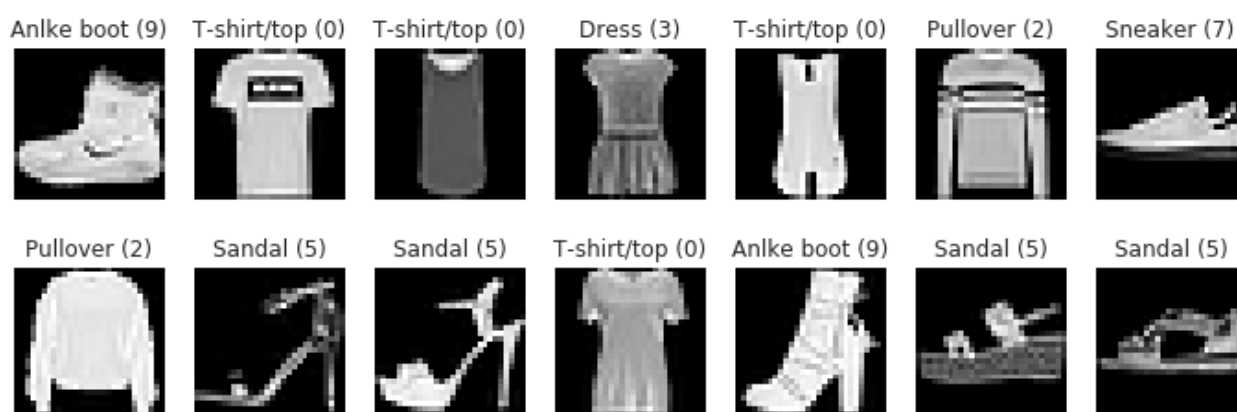 Anlke boot (9) T-shirt/top (0) T-shirt/top (0) Dress (3) T-shirt/top (0) Pullover (2) Sneaker (7)
Pullover (2) Sandal (5) Sandal (5) T-shirt/top (0) Anlke boot (9) Sandal (5) Sandal (5)